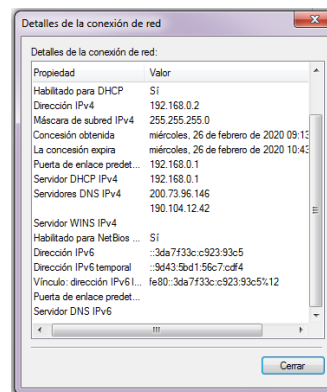 Detalles de la conexión de red
Detalles de la conexión de red:
Propiedad Valor
Habilitado para DHCP Sí
Dirección IPv4 192.168.0.2
Máscara de subred IPv4 255.255.255.0
Concesión obtenida miércoles, 26 de febrero de 2020 09:13
La concesión expira miércoles, 26 de febrero de 2020 10:43
Puerta de enlace predet... 192.168.0.1
Servidor DHCP IPv4 192.168.0.1
Servidores DNS IPv4 200.73.96.146
190.104.12.42
Servidor WINS IPv4
Habilitado para NetBios ... Sí
Dirección IPv6 ::3da7f33c:c923:93c5
Dirección IPv6 temporal ::9d43:5bd1:56c7:cdf4
Vínculo: dirección IPv6 l... fe80::3da7f33c:c923:93c5%12
Puerta de enlace predet...
Servidor DNS IPv6
Cerrar